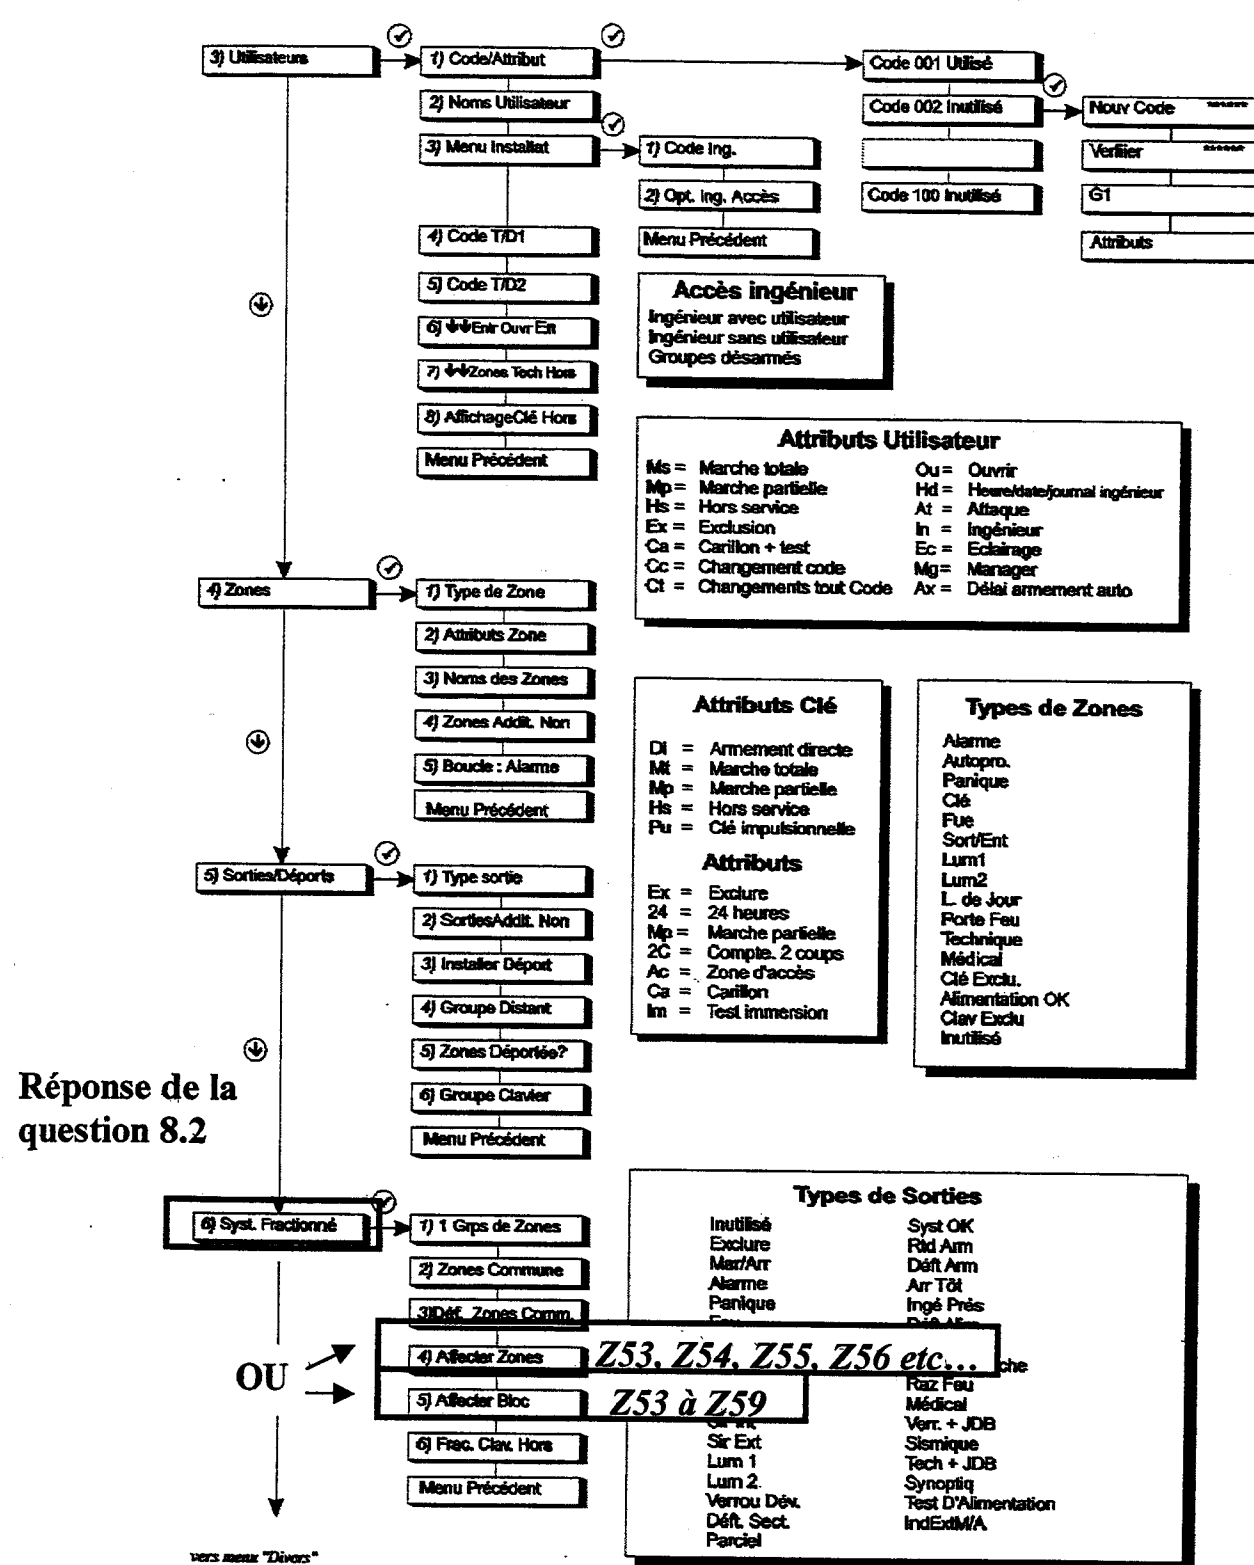 3) Utilisateurs
1) Code/Attribut
2) Noms Utilisateur
3) Menu Installat
4) Code T/D1
5) Code T/D2
6) ↓↓Entr Ouvr Ert
7) ↓↓Zones Tech Hors
8) AffichageClé Hors
Menu Précédent
1) Code Ing.
2) Opt. Ing. Accès
Menu Précédent
Code 001 Utilisé
Code 002 Inutilisé
Code 100 Inutilisé
Nouv Code ******
Verifier ******
G1
Attributs
Accès ingénieur
Ingénieur avec utilisateur
Ingénieur sans utilisateur
Groupes désarmés
Attributs Utilisateur
Ms = Marche totale
Mp = Marche partielle
Hs = Hors service
Ex = Exclusion
Ca = Carillon + test
Cc = Changement code
Ct = Changements tout Code
Ou = Ouvrir
Hd = Heure/date/journal ingénieur
At = Attaque
In = Ingénieur
Ec = Eclairage
Mg = Manager
Ax = Délai armement auto
4) Zones
1) Type de Zone
2) Attributs Zone
3) Noms des Zones
4) Zones Addit. Non
5) Boucle : Alarme
Menu Précédent
Attributs Clé
Di = Armement directe
Mt = Marche totale
Mp = Marche partielle
Hs = Hors service
Pu = Clé impulsionnelle
Attributs
Ex = Exclure
24 = 24 heures
Mp = Marche partielle
2C = Compte. 2 coups
Ac = Zone d'accès
Ca = Carillon
Im = Test immersion
Types de Zones
Alarme
Autopro.
Panique
Clé
Fue
Sort/Ent
Lum1
Lum2
L. de Jour
Porte Feu
Technique
Médical
Clé Exclu.
Alimentation OK
Clav Exclu
Inutilisé
5) Sorties/Déports
1) Type sortie
2) SortiesAddit. Non
3) Installer Déport
4) Groupe Distant
5) Zones Déportée?
6) Groupe Clavier
Menu Précédent
Réponse de la
question 8.2
6) Syst. Fractionné
1) 1 Grps de Zones
2) Zones Commune
3)Déf. Zones Comm.
4) Affecter Zones
Z53, Z54, Z55, Z56 etc...
OU
5) Affecter Bloc
Z53 à Z59
6) Frac. Clav. Hors
Menu Précédent
Types de Sorties
Inutilisé
Exclure
Mar/Arr
Alarme
Panique
Sir Ext
Lum 1
Lum 2
Verrou Dév.
Déft. Sect.
Parciel
Syst OK
Rtd Arm
Déft Arm
Arr Tôt
Ingé Prés
che
Raz Feu
Médical
Verr. + JDB
Sismique
Tech + JDB
Synoptiq
Test D'Alimentation
IndExtM/A
vers menu "Divers"